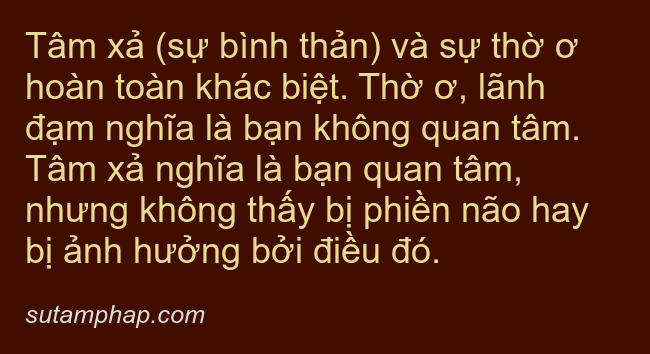 Tâm xả (sự bình thản) và sự thờ ơ
hoàn toàn khác biệt. Thờ ơ, lãnh
đạm nghĩa là bạn không quan tâm.
Tâm xả nghĩa là bạn quan tâm,
nhưng không thấy bị phiền não hay
bị ảnh hưởng bởi điều đó.
sutamphap.com